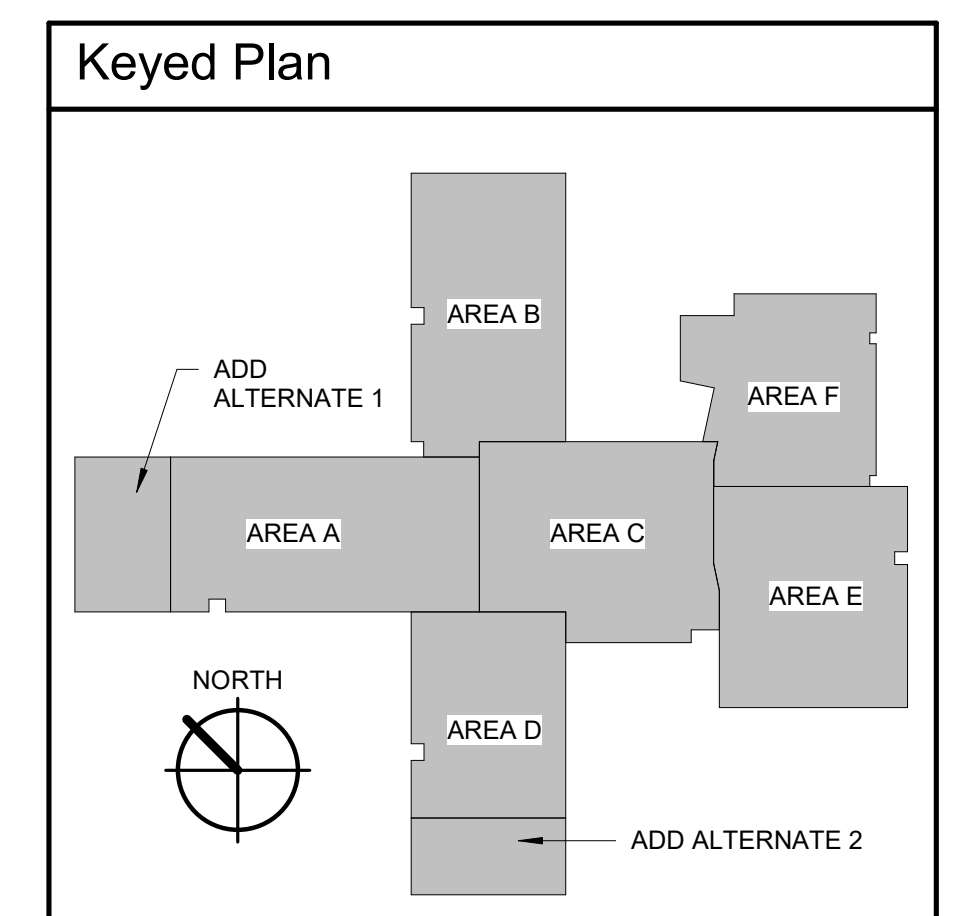 Keyed Plan
AREA B
ADD
ALTERNATE 1
AREA F
AREA A
AREA C
AREA E
NORTH
AREA D
ADD ALTERNATE 2